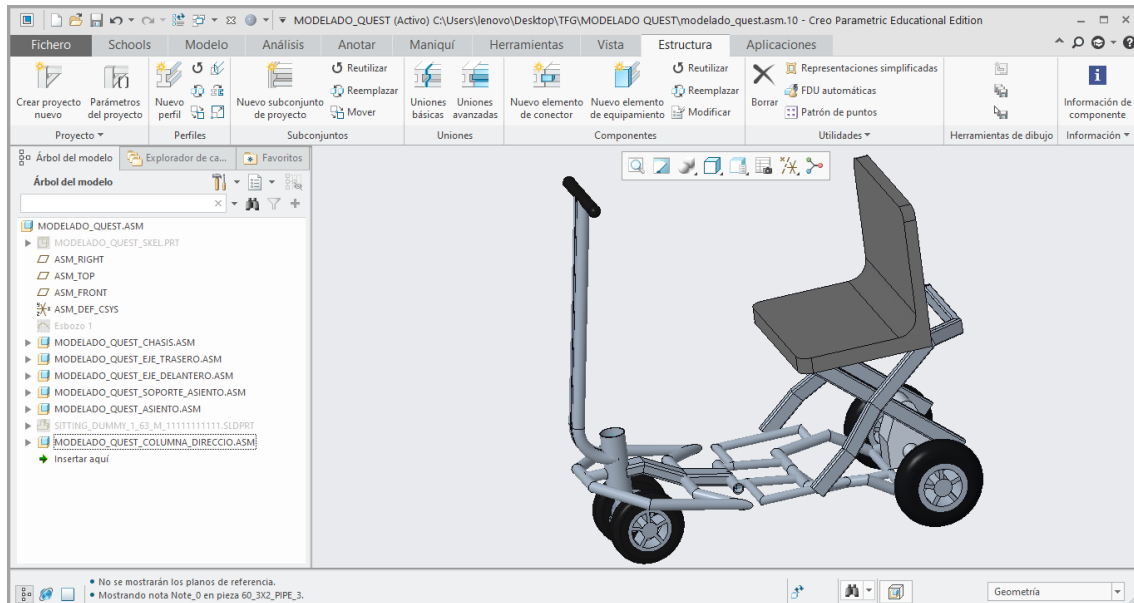 MODELADO_QUEST (Activo) C:\Users\lenovo\Desktop\TFG\MODELADO QUEST\modelado_quest.asm.10 - Creo Parametric Educational Edition
Fichero Schools Modelo Análisis Anotar Maniquí Herramientas Vista Estructura Aplicaciones
Crear proyecto nuevo
Parámetros del proyecto
Proyecto
Nuevo perfil
Perfiles
Nuevo subconjunto de proyecto
Reutilizar
Reemplazar
Mover
Subconjuntos
Uniones básicas
Uniones avanzadas
Uniones
Nuevo elemento de conector
Nuevo elemento de equipamiento
Reutilizar
Reemplazar
Modificar
Componentes
Borrar
Representaciones simplificadas
FDU automáticas
Patrón de puntos
Utilidades
Herramientas de dibujo
Información de componente
Información
Árbol del modelo Explorador de ca... Favoritos
Árbol del modelo
MODELADO_QUEST.ASM
MODELADO_QUEST_SKEL.PRT
ASM_RIGHT
ASM_TOP
ASM_FRONT
ASM_DEF_CSYS
Esbozo 1
MODELADO_QUEST_CHASIS.ASM
MODELADO_QUEST_EJE_TRASERO.ASM
MODELADO_QUEST_EJE_DELANTERO.ASM
MODELADO_QUEST_SOPORTE_ASIENTO.ASM
MODELADO_QUEST_ASIENTO.ASM
SITTING_DUMMY_1_63_M_11111111111.SLDPRT
MODELADO_QUEST_COLUMNA_DIRECCIO.ASM
Insertar aquí
• No se mostrarán los planos de referencia.
• Mostrando nota Note_0 en pieza 60_3X2_PIPE_3.
Geometría